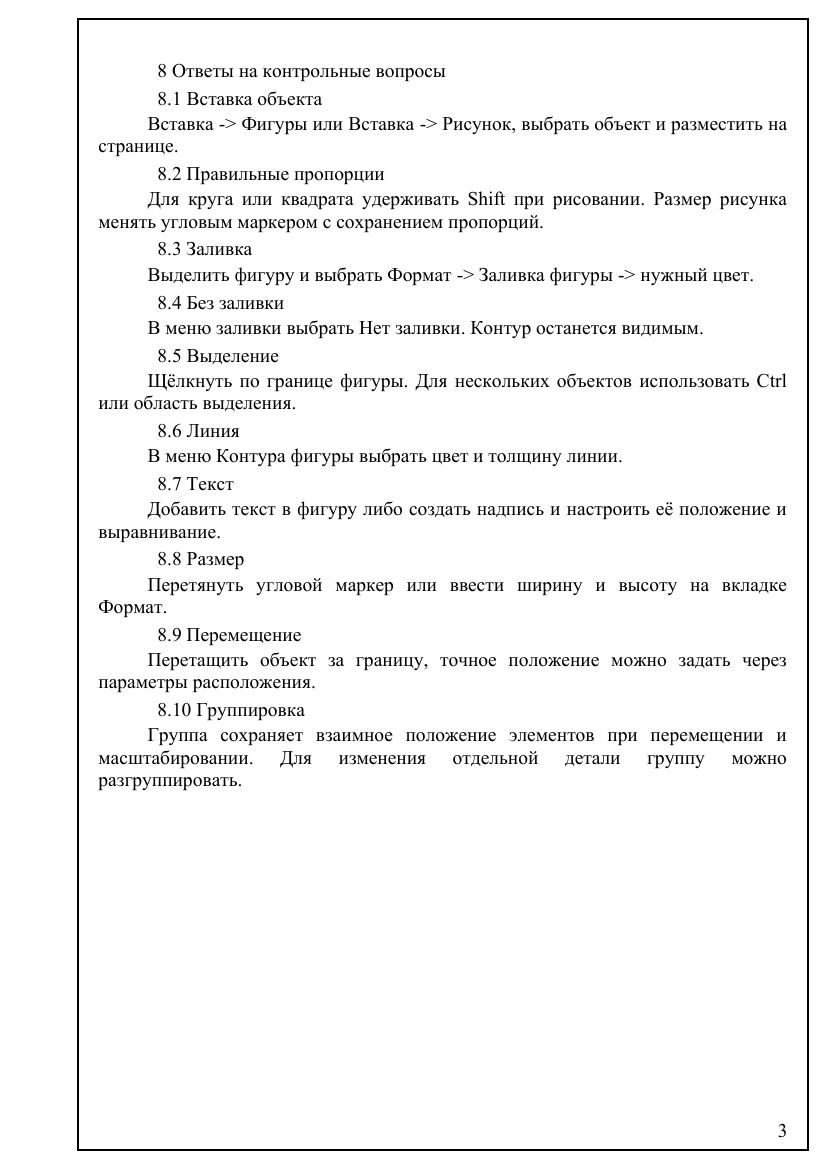 8 Ответы на контрольные вопросы
8.1 Вставка объекта
Вставка -> Фигуры или Вставка -> Рисунок, выбрать объект и разместить на
странице.
8.2 Правильные пропорции
Для круга или квадрата удерживать Shift при рисовании. Размер рисунка
менять угловым маркером с сохранением пропорций.
8.3 Заливка
Выделить фигуру и выбрать Формат -> Заливка фигуры -> нужный цвет.
8.4 Без заливки
В меню заливки выбрать Нет заливки. Контур останется видимым.
8.5 Выделение
Щёлкнуть по границе фигуры. Для нескольких объектов использовать Ctrl
или область выделения.
8.6 Линия
В меню Контура фигуры выбрать цвет и толщину линии.
8.7 Текст
Добавить текст в фигуру либо создать надпись и настроить её положение и
выравнивание.
8.8 Размер
Перетянуть угловой маркер или ввести ширину и высоту на вкладке
Формат.
8.9 Перемещение
Перетащить объект за границу, точное положение можно задать через
параметры расположения.
8.10 Группировка
Группа сохраняет взаимное положение элементов при перемещении и
масштабировании. Для изменения отдельной детали группу можно
разгруппировать.
3